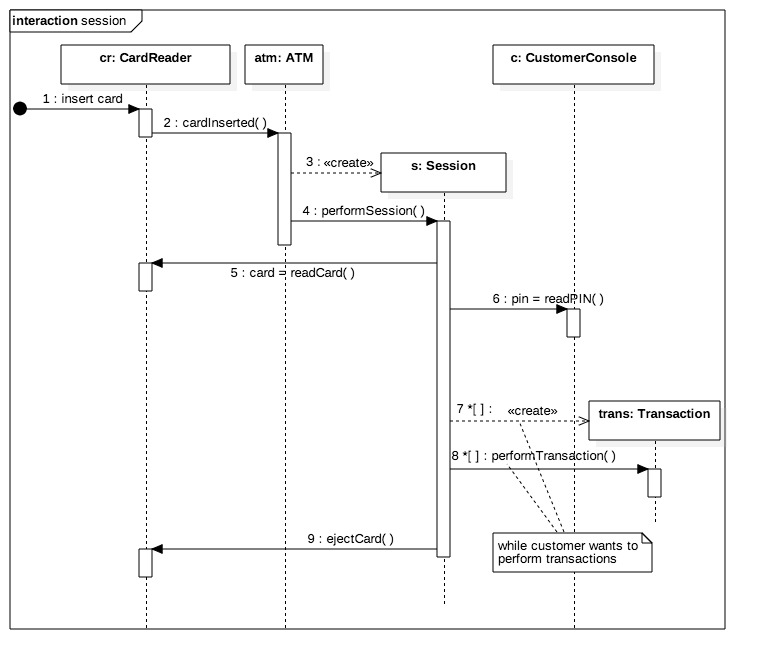 interaction session
cr: CardReader
atm: ATM
c: CustomerConsole
1 : insert card
2 : cardInserted( )
3 : «create»
s: Session
4 : performSession( )
5 : card = readCard( )
6 : pin = readPIN( )
7 *[ ] : «create»
trans: Transaction
8 *[ ] : performTransaction( )
9 : ejectCard( )
while customer wants to
perform transactions